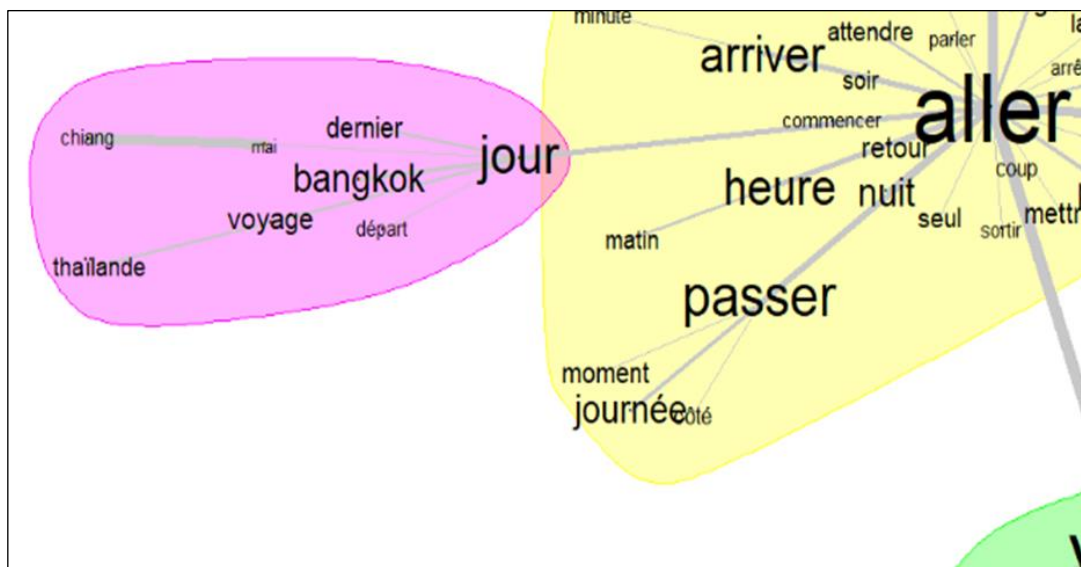 minute
attendre
parler
arriver
soir
aller
commencer
chiang
mai
dernier
jour
retour
coup
bangkok
heure
nuit
voyage
départ
seul
sortir
matin
thaïlande
passer
moment
journée
côté